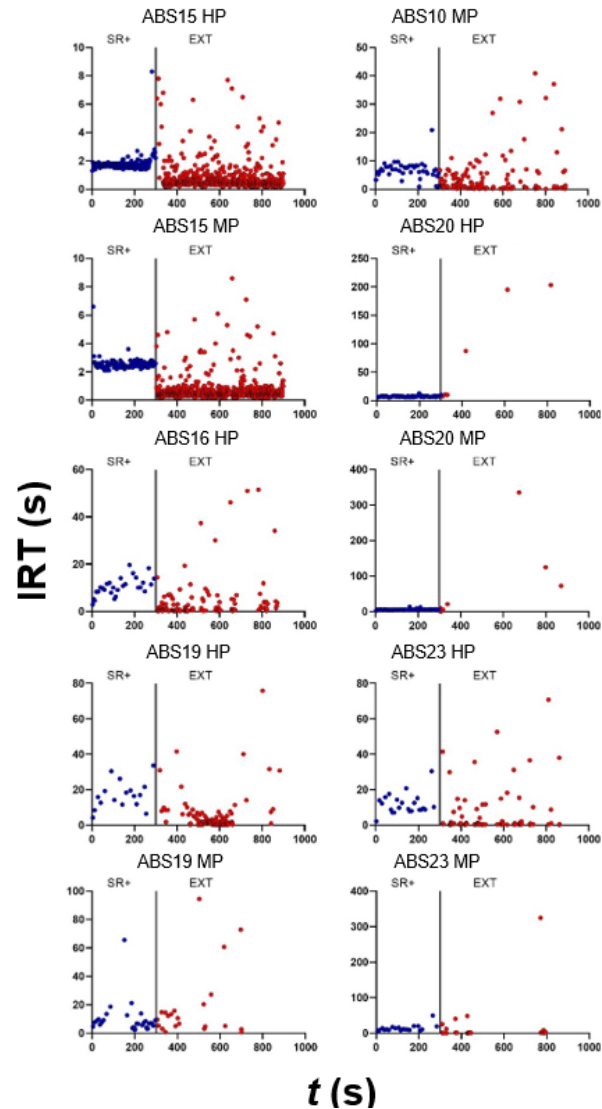 ABS15 HP
SR+ EXT
10
8
6
4
2
0
0 200 400 600 800 1000
ABS10 MP
SR+ EXT
50
40
30
20
10
0
0 200 400 600 800 1000
ABS15 MP
SR+ EXT
10
8
6
4
2
0
0 200 400 600 800 1000
ABS20 HP
SR+ EXT
250
200
150
100
50
0
0 200 400 600 800 1000
ABS16 HP
SR+ EXT
60
40
20
0
0 200 400 600 800 1000
ABS20 MP
SR+ EXT
400
300
200
100
0
0 200 400 600 800 1000
ABS19 HP
SR+ EXT
80
60
40
20
0
0 200 400 600 800 1000
ABS23 HP
SR+ EXT
80
60
40
20
0
0 200 400 600 800 1000
ABS19 MP
SR+ EXT
100
80
60
40
20
0
0 200 400 600 800 1000
ABS23 MP
SR+ EXT
400
300
200
100
0
0 200 400 600 800 1000
IRT (s)
t (s)